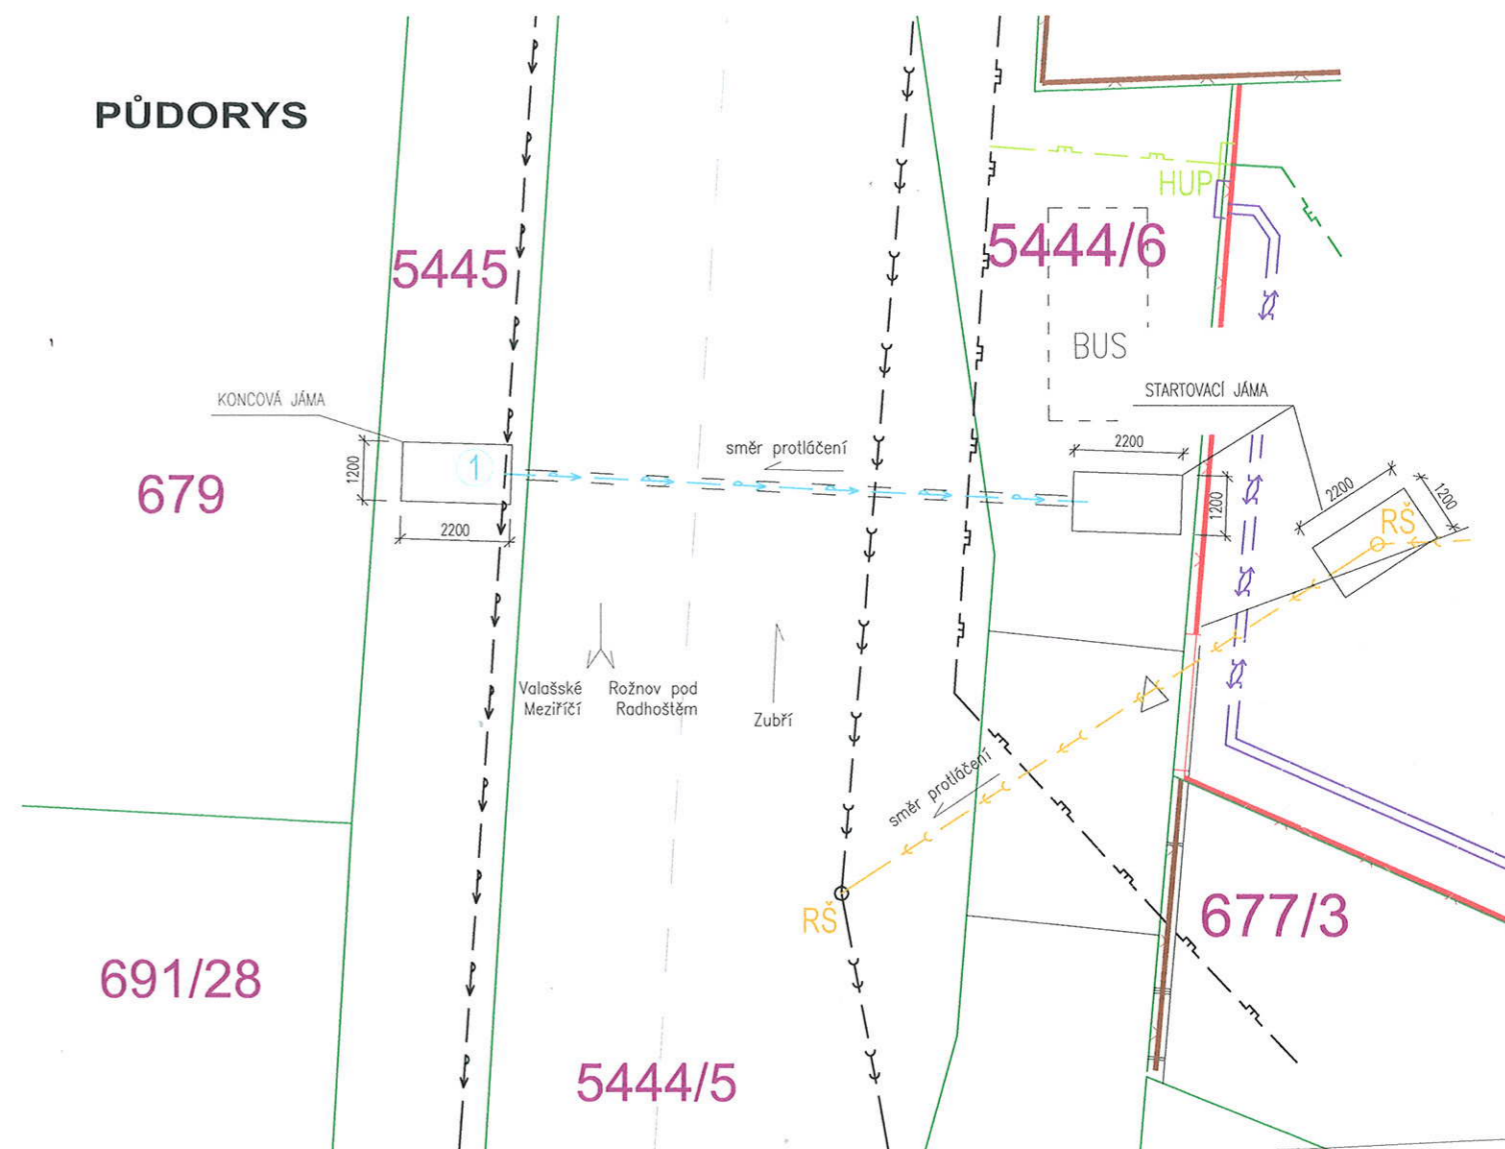 PŮDORYS
HUP
5444/6
5445
BUS
STARTOVACÍ JÁMA
KONCOVÁ JÁMA
směr protláčení
2200
1200
1
2200
1200
2200
1200
RŠ
679
2200
Valašské
Meziříčí
Rožnov pod
Radhoštěm
Zubří
směr protláčení
RŠ
677/3
691/28
5444/5